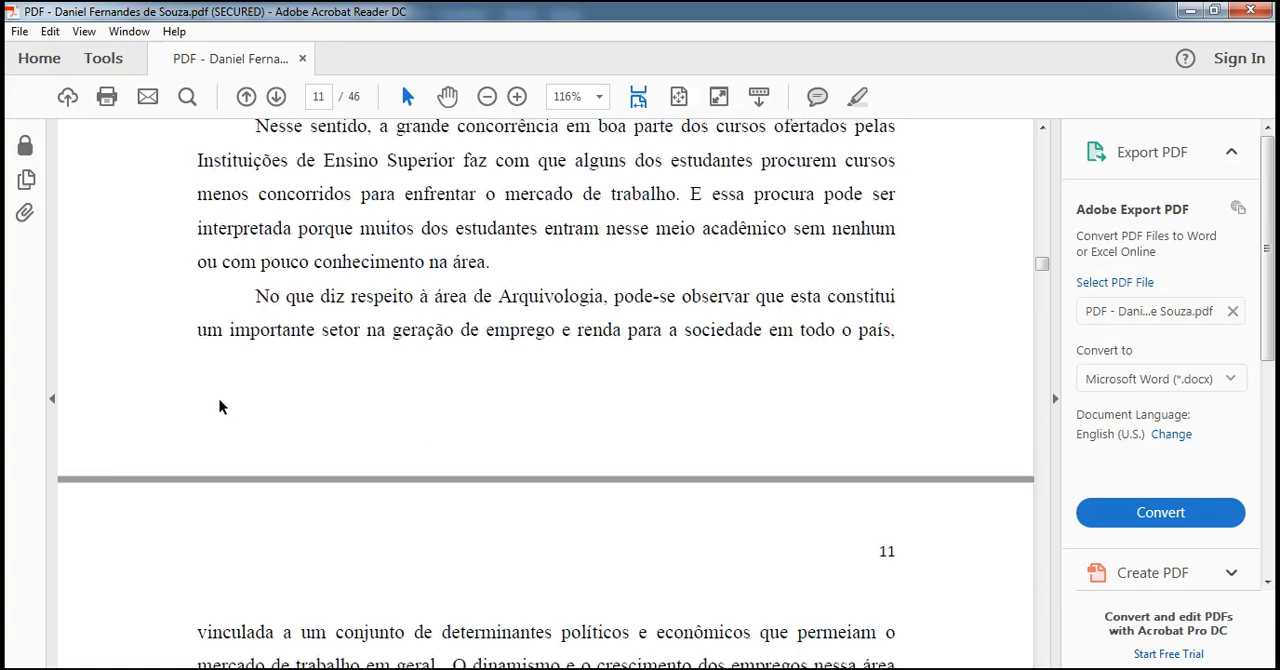 PDF - Daniel Fernandes de Souza.pdf (SECURED) - Adobe Acrobat Reader DC
File Edit View Window Help
Home Tools PDF - Daniel Ferna... × Sign In
11 / 46 116%
Nesse sentido, a grande concorrência em boa parte dos cursos ofertados pelas
Instituições de Ensino Superior faz com que alguns dos estudantes procurem cursos
menos concorridos para enfrentar o mercado de trabalho. E essa procura pode ser
interpretada porque muitos dos estudantes entram nesse meio acadêmico sem nenhum
ou com pouco conhecimento na área.
No que diz respeito à área de Arquivologia, pode-se observar que esta constitui
um importante setor na geração de emprego e renda para a sociedade em todo o país,
11
vinculada a um conjunto de determinantes políticos e econômicos que permeiam o
mercado de trabalho em geral. O dinamismo e o crescimento dos empregos nessa área
Export PDF
Adobe Export PDF
Convert PDF Files to Word
or Excel Online
Select PDF File
PDF - Dani...e Souza.pdf
Convert to
Microsoft Word (*.docx)
Document Language:
English (U.S.) Change
Convert
Create PDF
Convert and edit PDFs
with Acrobat Pro DC
Start Free Trial